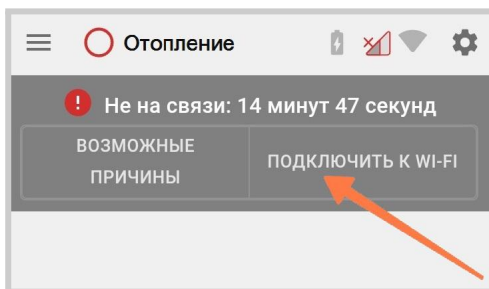 Отопление
Не на связи: 14 минут 47 секунд
ВОЗМОЖНЫЕ
ПРИЧИНЫ
ПОДКЛЮЧИТЬ К WI-FI